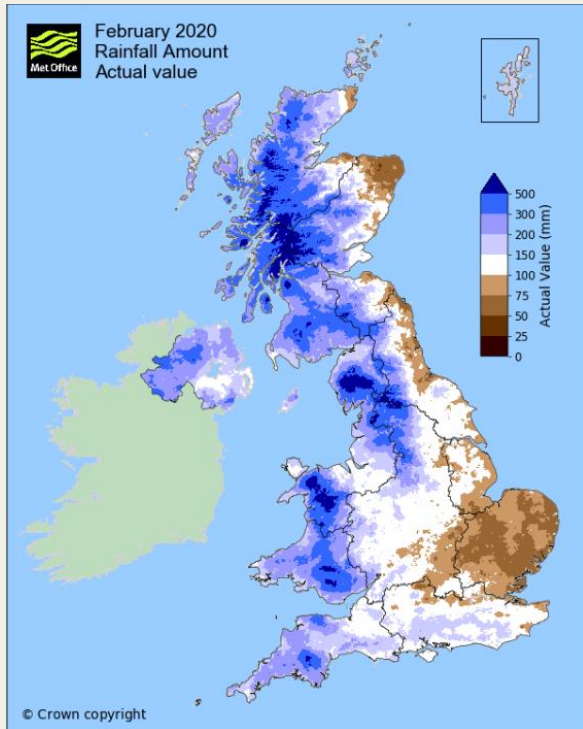 Met Office
February 2020
Rainfall Amount
Actual value
500
300
200
150
100
75
50
25
0
Actual Value (mm)
© Crown copyright